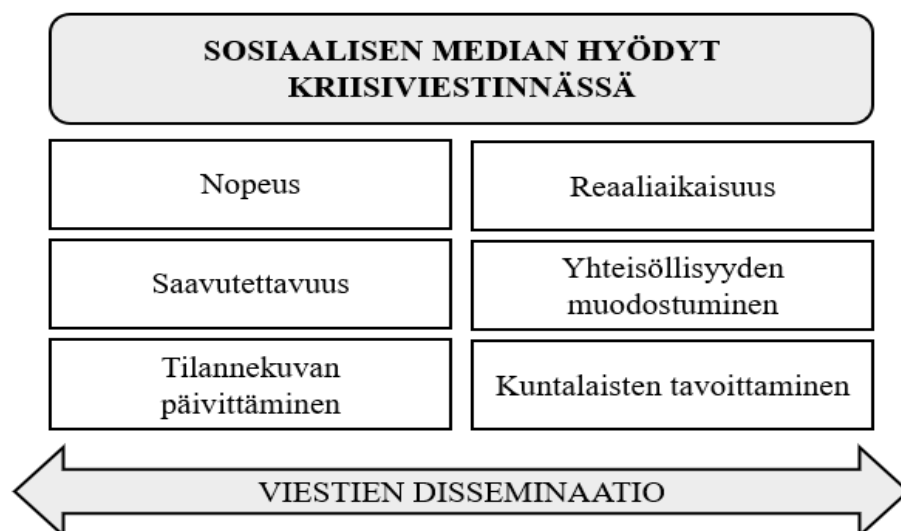 SOSIAALISEN MEDIAN HYÖDYT
KRIISIVIESTINNÄSSÄ
Nopeus
Reaaliaikaisuus
Saavutettavuus
Yhteisöllisyyden
muodostuminen
Tilannekuvan
päivittäminen
Kuntalaisten tavoittaminen
VIESTIEN DISSEMINAATIO